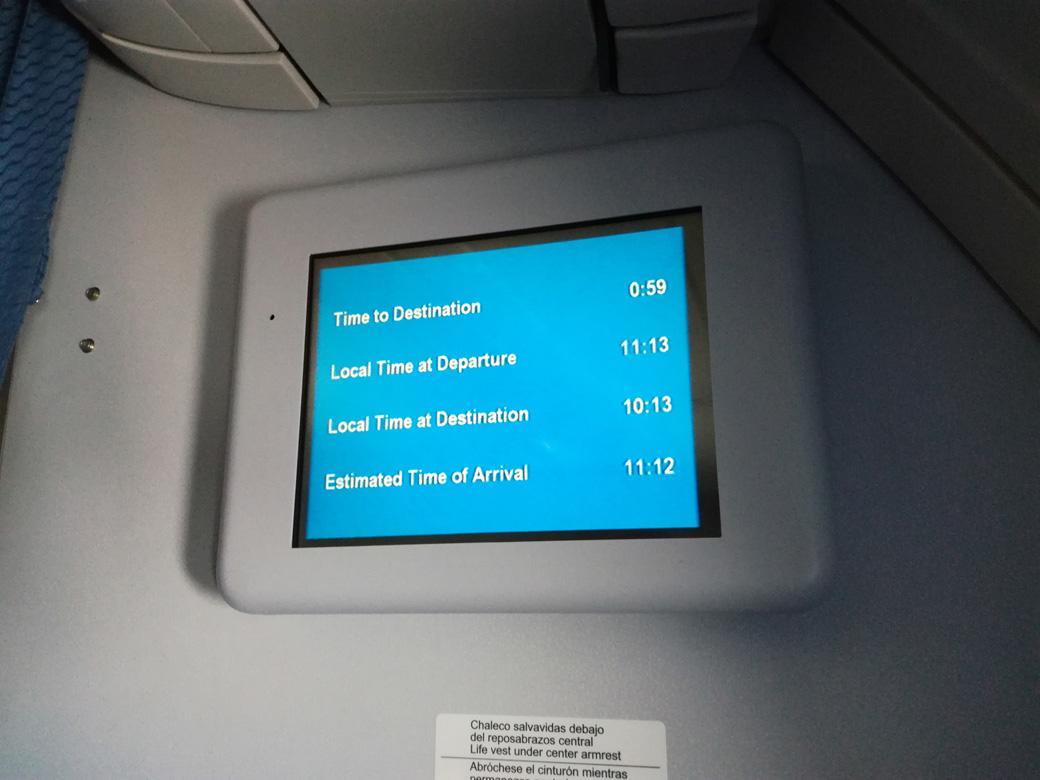 Time to Destination 0:59
Local Time at Departure 11:13
Local Time at Destination 10:13
Estimated Time of Arrival 11:12
Chaleco salvavidas debajo
del reposabrazos central
Life vest under center armrest
Abróchese el cinturón mientras